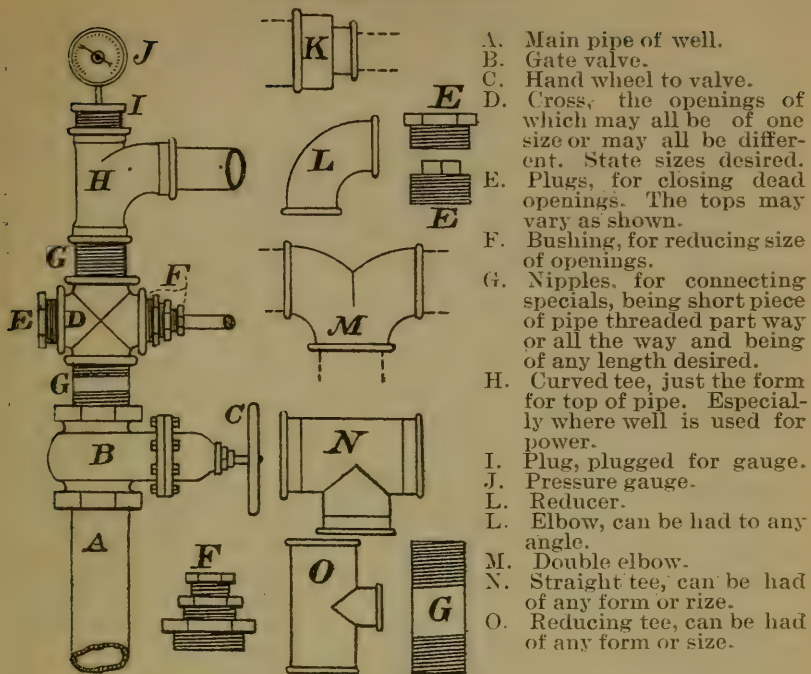 J
I
H
G
E
D
F
G
C
B
A
K
E
L
E
M
N
F
O
G
A. Main pipe of well.
B. Gate valve.
C. Hand wheel to valve.
D. Cross, the openings of
which may all be of one
size or may all be differ-
ent. State sizes desired.
E. Plugs, for closing dead
openings. The tops may
vary as shown.
F. Bushing, for reducing size
of openings.
G. Nipples, for connecting
specials, being short piece
of pipe threaded part way
or all the way and being
of any length desired.
H. Curved tee, just the form
for top of pipe. Especial-
ly where well is used for
power.
I. Plug, plugged for gauge.
J. Pressure gauge.
L. Reducer.
L. Elbow, can be had to any
angle.
M. Double elbow.
N. Straight tee, can be had
of any form or rize.
O. Reducing tee, can be had
of any form or size.